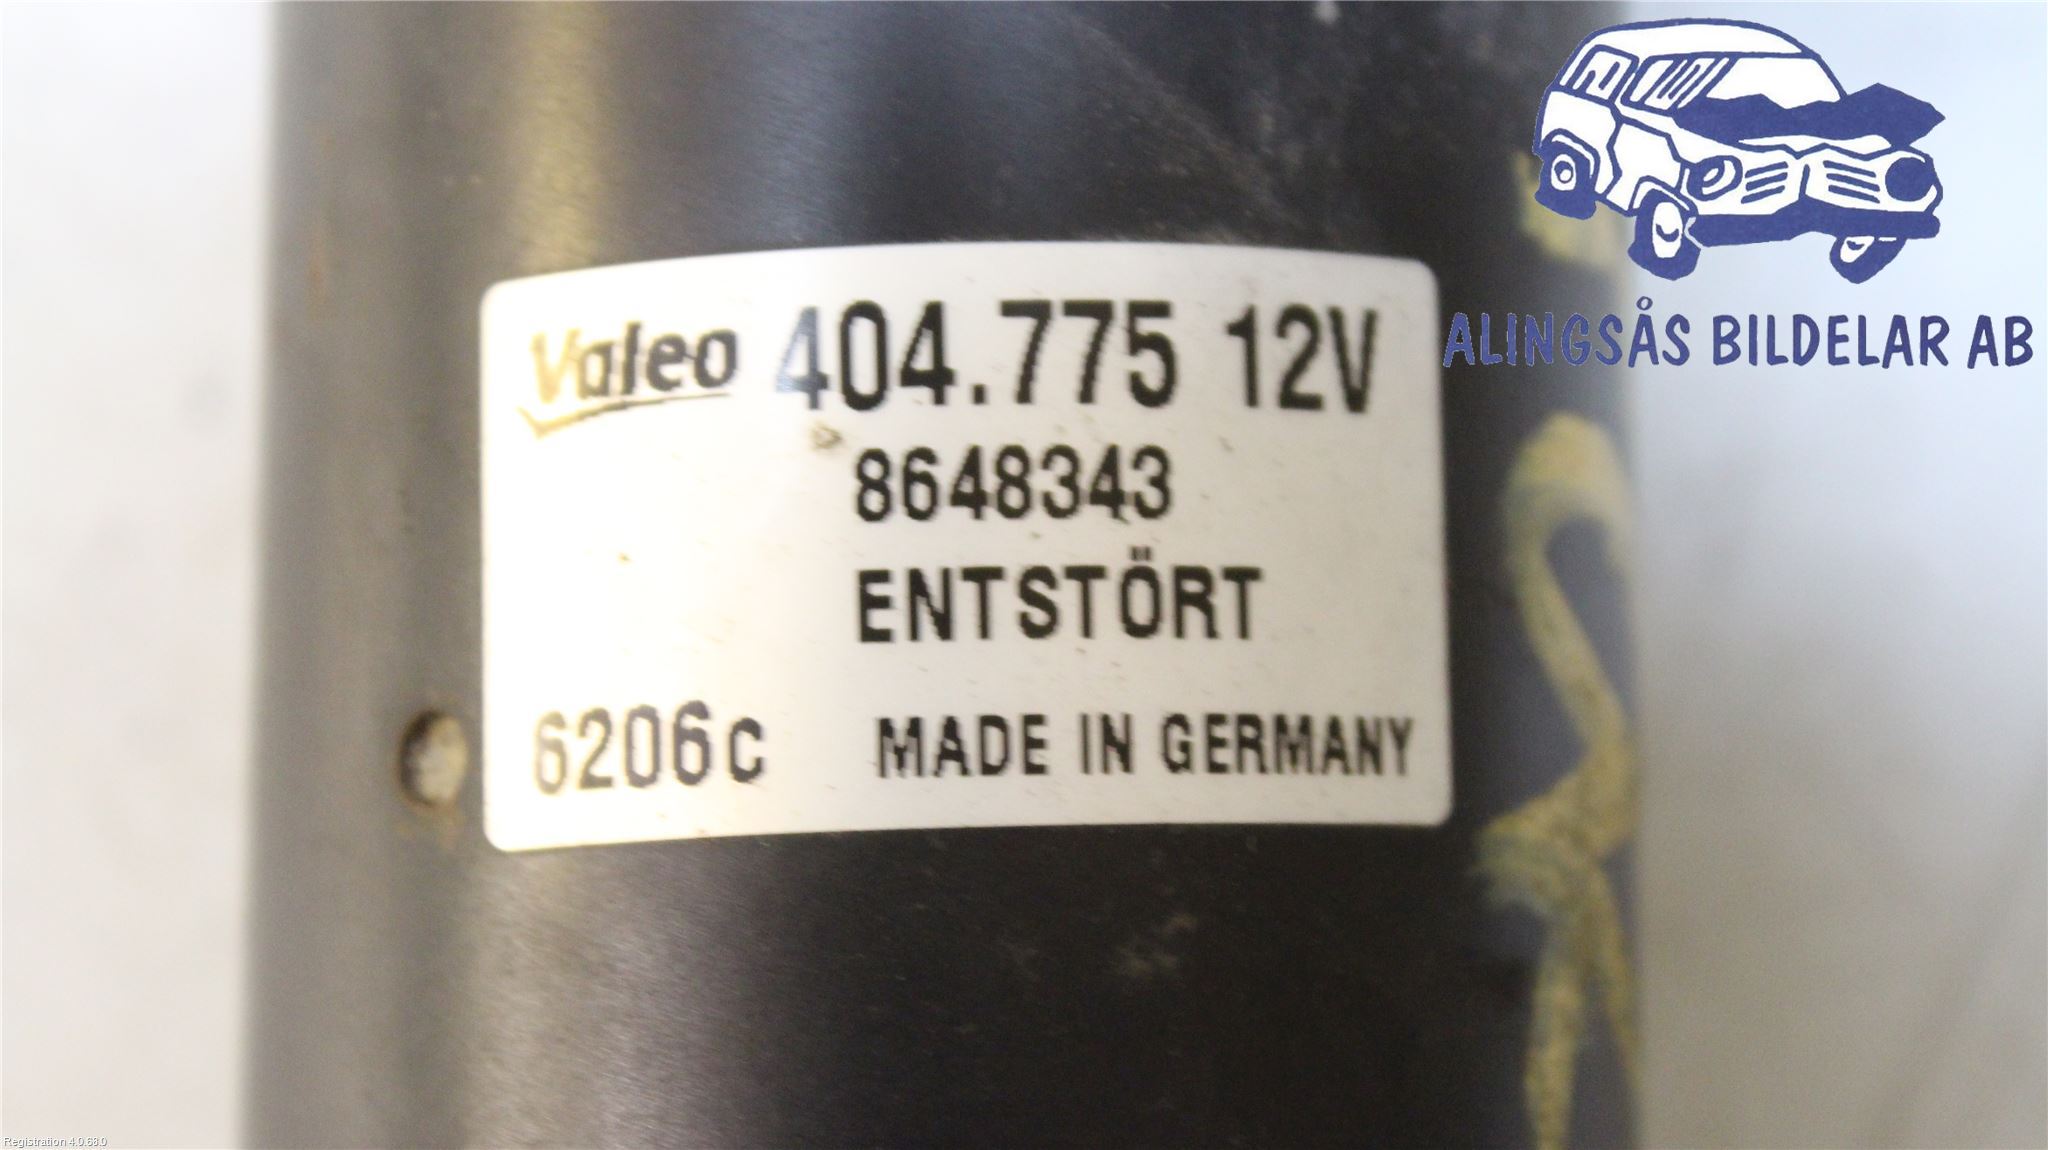 Valeo 404.775 12V
8648343
ENTSTÖRT
6206c MADE IN GERMANY
ALINGSÅS BILDELAR AB
Registration 4.0.68.0